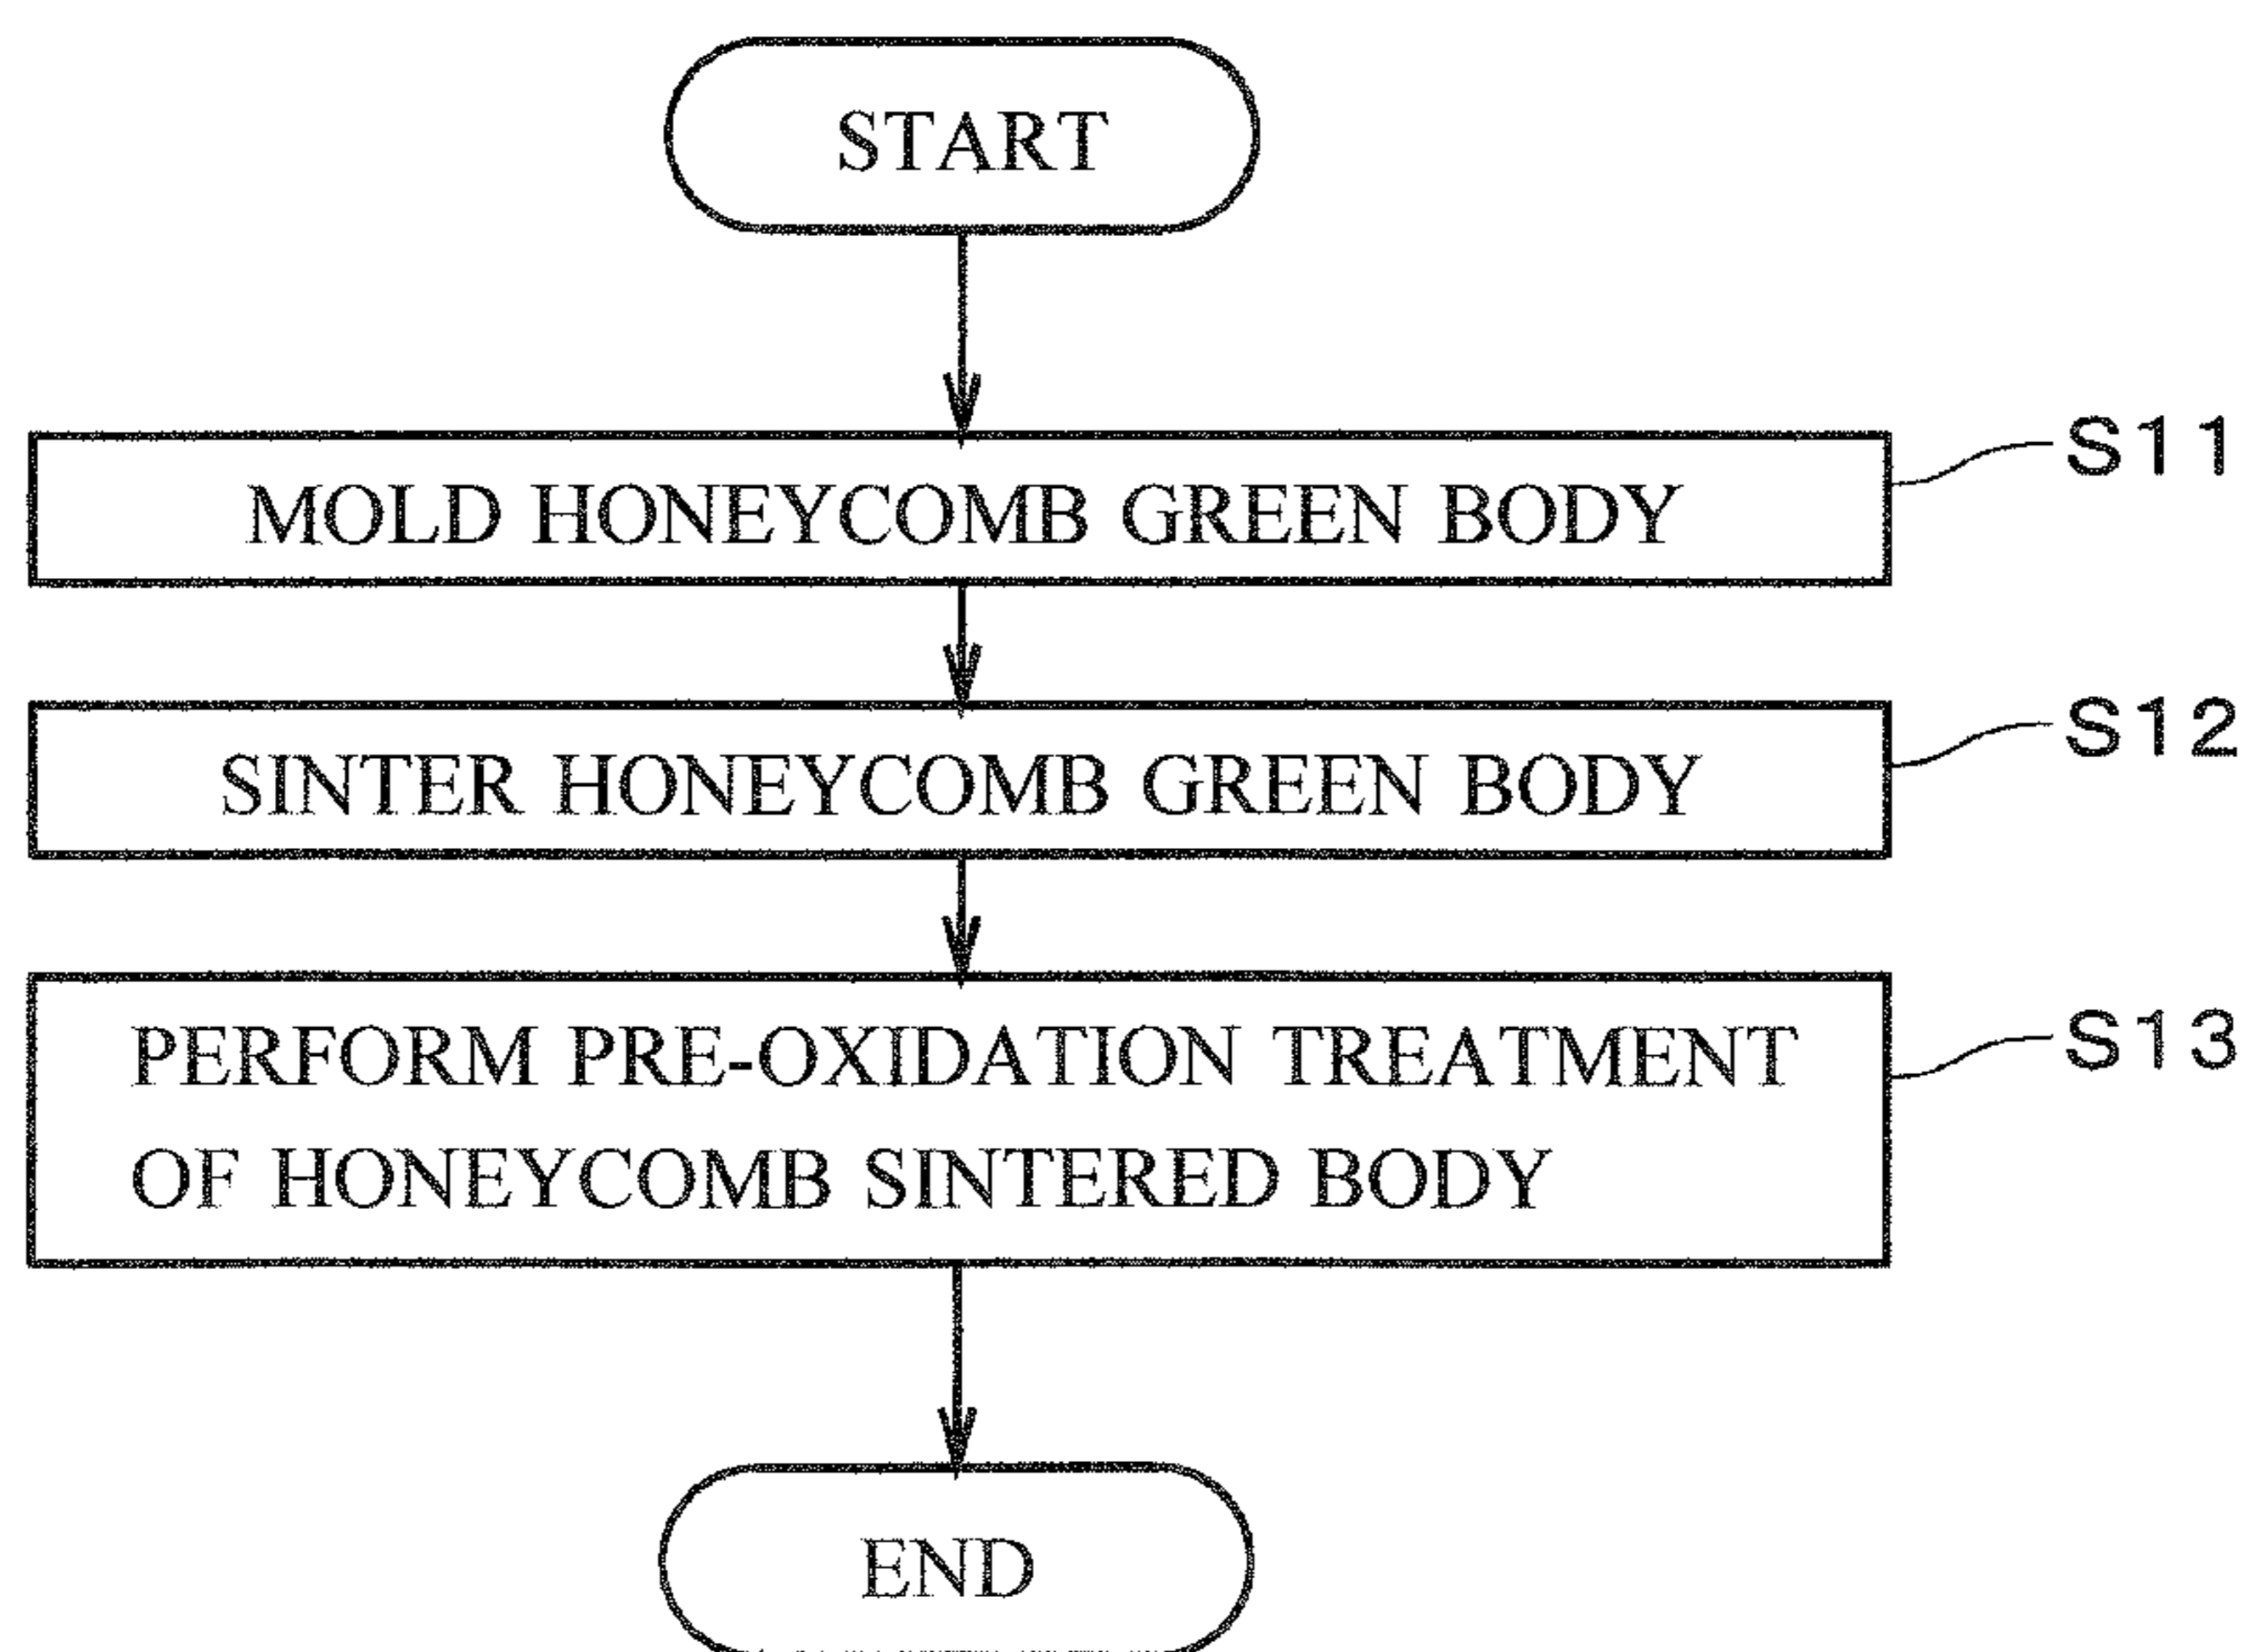 START
MOLD HONEYCOMB GREEN BODY
S11
SINTER HONEYCOMB GREEN BODY
S12
PERFORM PRE-OXIDATION TREATMENT
OF HONEYCOMB SINTERED BODY
S13
END